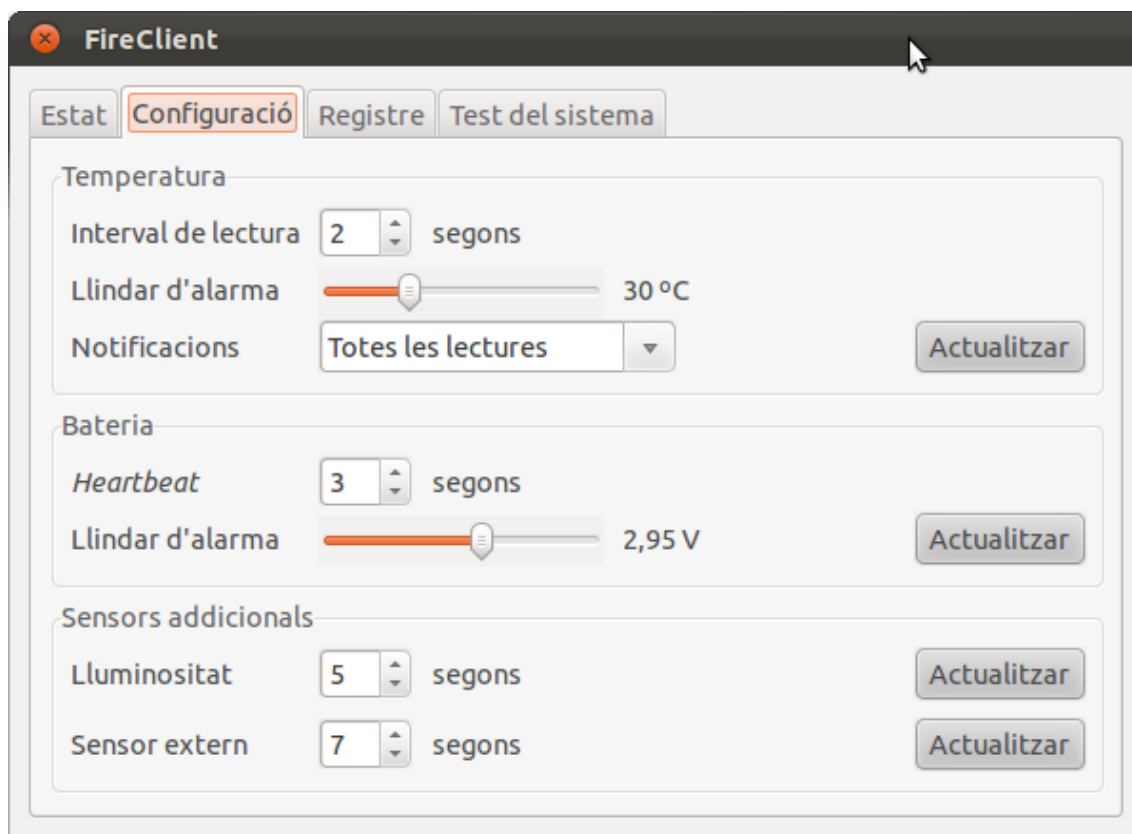 FireClient
Estat Configuració Registre Test del sistema
Temperatura
Interval de lectura 2 segons
Llindar d'alarma 30 ºC
Notificacions Totes les lectures Actualitzar
Bateria
Heartbeat 3 segons
Llindar d'alarma 2,95 V Actualitzar
Sensors addicionals
Lluminositat 5 segons Actualitzar
Sensor extern 7 segons Actualitzar